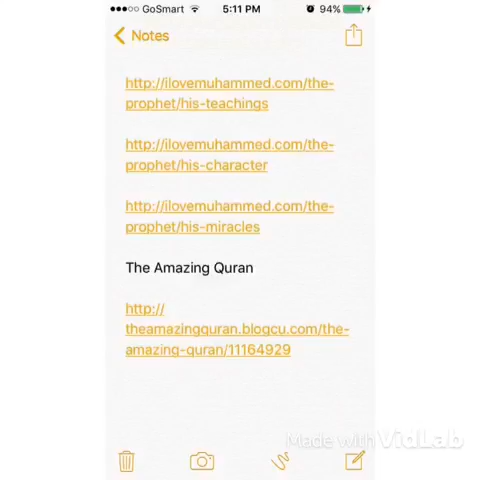 GoSmart 5:11 PM 94%
Notes
http://ilovemuhammed.com/the-
prophet/his-teachings
http://ilovemuhammed.com/the-
prophet/his-character
http://ilovemuhammed.com/the-
prophet/his-miracles
The Amazing Quran
http://
theamazingquran.blogcu.com/the-
amazing-quran/11164929
Made with VidLab